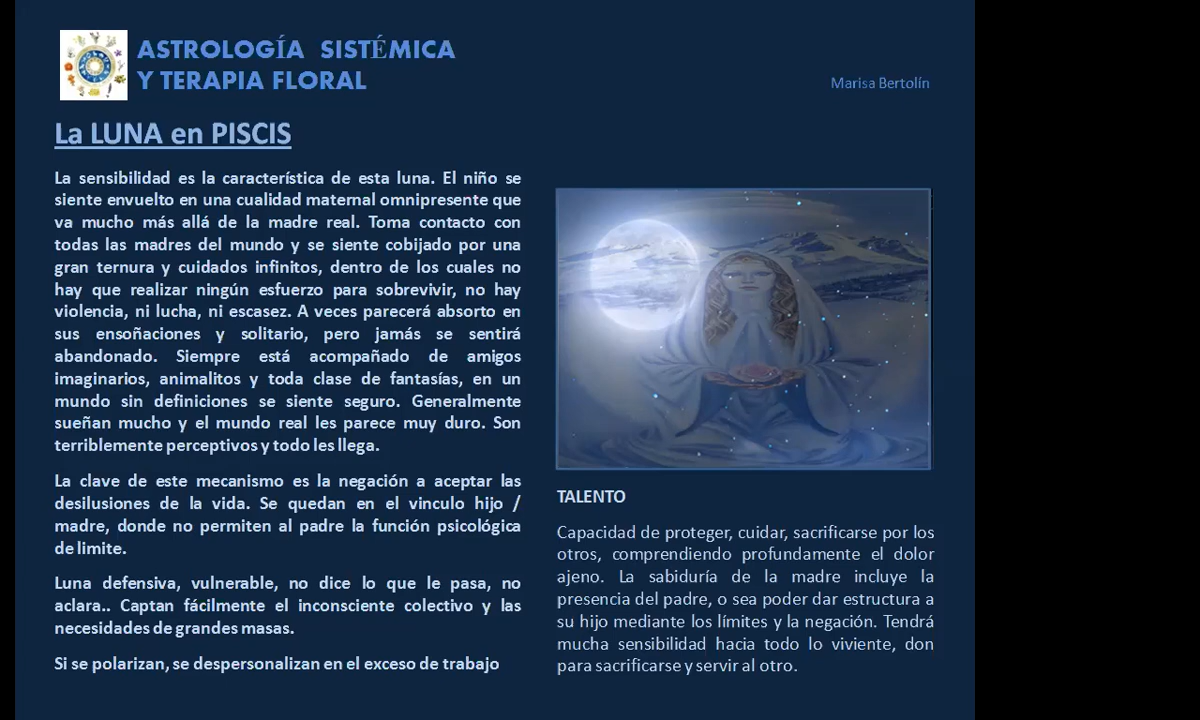 ASTROLOGÍA SISTÉMICA
Y TERAPIA FLORAL
Marisa Bertolín
La LUNA en PISCIS
La sensibilidad es la característica de esta luna. El niño se
siente envuelto en una cualidad maternal omnipresente que
va mucho más allá de la madre real. Toma contacto con
todas las madres del mundo y se siente cobijado por una
gran ternura y cuidados infinitos, dentro de los cuales no
hay que realizar ningún esfuerzo para sobrevivir, no hay
violencia, ni lucha, ni escasez. A veces parecerá absorto en
sus ensoñaciones y solitario, pero jamás se sentirá
abandonado. Siempre está acompañado de amigos
imaginarios, animalitos y toda clase de fantasías, en un
mundo sin definiciones se siente seguro. Generalmente
sueñan mucho y el mundo real les parece muy duro. Son
terriblemente perceptivos y todo les llega.
La clave de este mecanismo es la negación a aceptar las
desilusiones de la vida. Se quedan en el vinculo hijo /
madre, donde no permiten al padre la función psicológica
de limite.
Luna defensiva, vulnerable, no dice lo que le pasa, no
aclara.. Captan fácilmente el inconsciente colectivo y las
necesidades de grandes masas.
Si se polarizan, se despersonalizan en el exceso de trabajo
TALENTO
Capacidad de proteger, cuidar, sacrificarse por los
otros, comprendiendo profundamente el dolor
ajeno. La sabiduría de la madre incluye la
presencia del padre, o sea poder dar estructura a
su hijo mediante los límites y la negación. Tendrá
mucha sensibilidad hacia todo lo viviente, don
para sacrificarse y servir al otro.